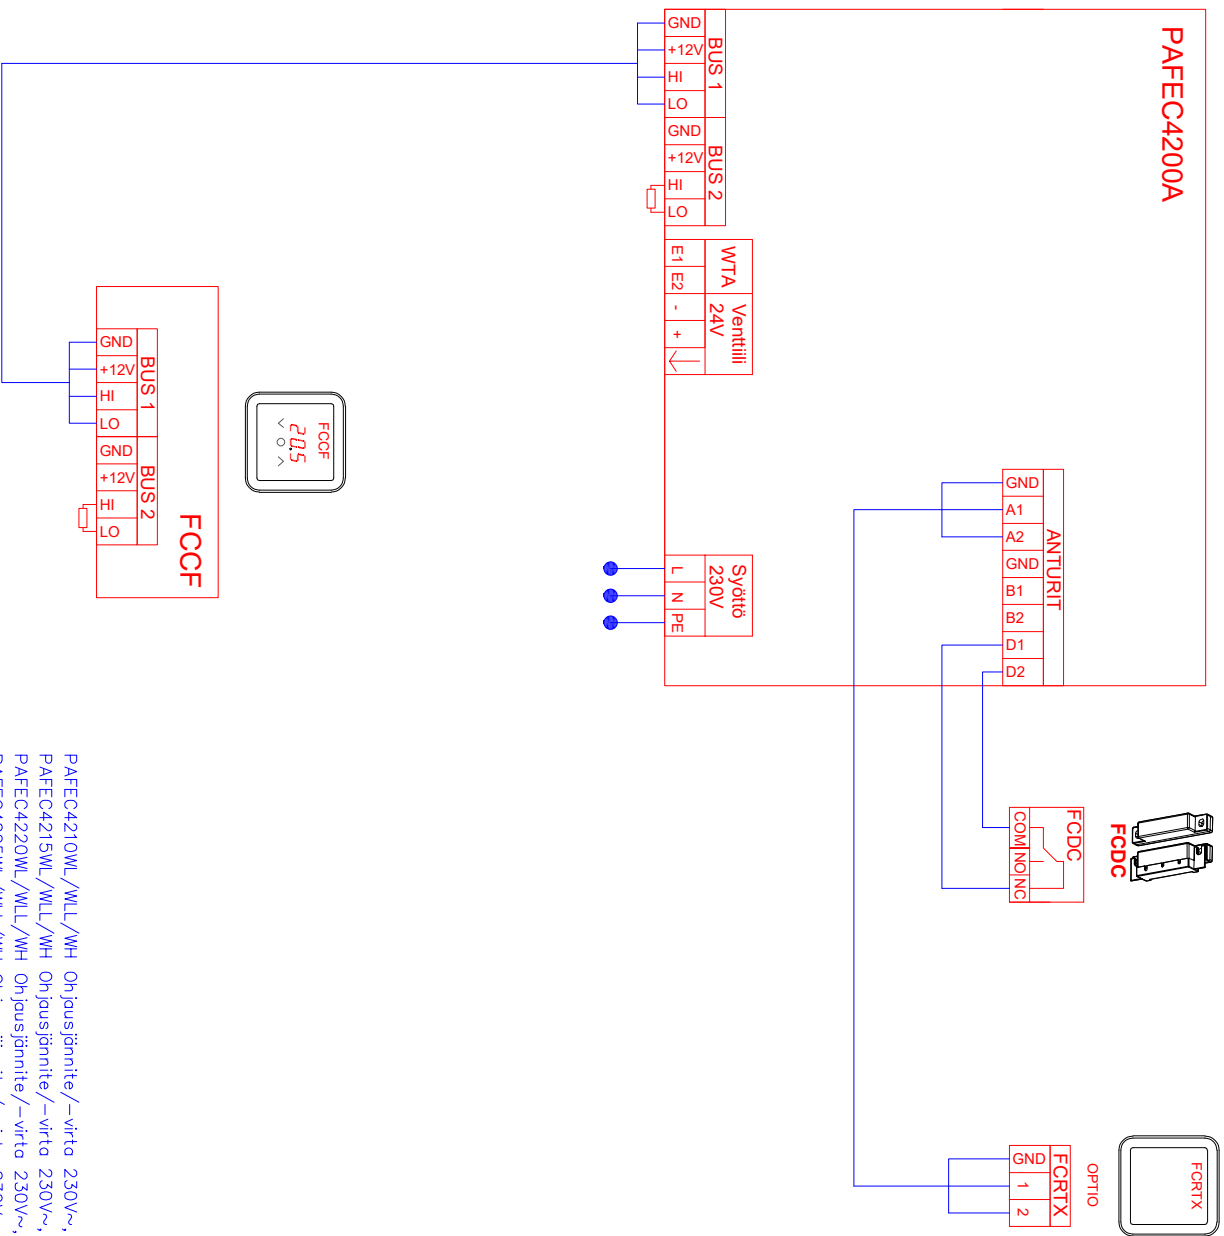 PAFEC4200A
GND
+12V
HI
LO
BUS 1
GND
+12V
HI
LO
BUS 2
E1
E2
WTA
-
+
Venttiili
24V
L
N
PE
Syöttö
230V
GND
A1
A2
GND
B1
B2
D1
D2
ANTURIT
FCDC
COM
NO
NC
FCDC
FCRTX
OPTIO
FCRTX
GND
1
2
FCCF
20.5
FCCF
GND
+12V
HI
LO
BUS 1
GND
+12V
HI
LO
BUS 2
PAFEC4210WL/WLL/WH Ohjausjännite/-virta 230V~,
PAFEC4215WL/WLL/WH Ohjausjännite/-virta 230V~,
PAFEC4220WL/WLL/WH Ohjausjännite/-virta 230V~,